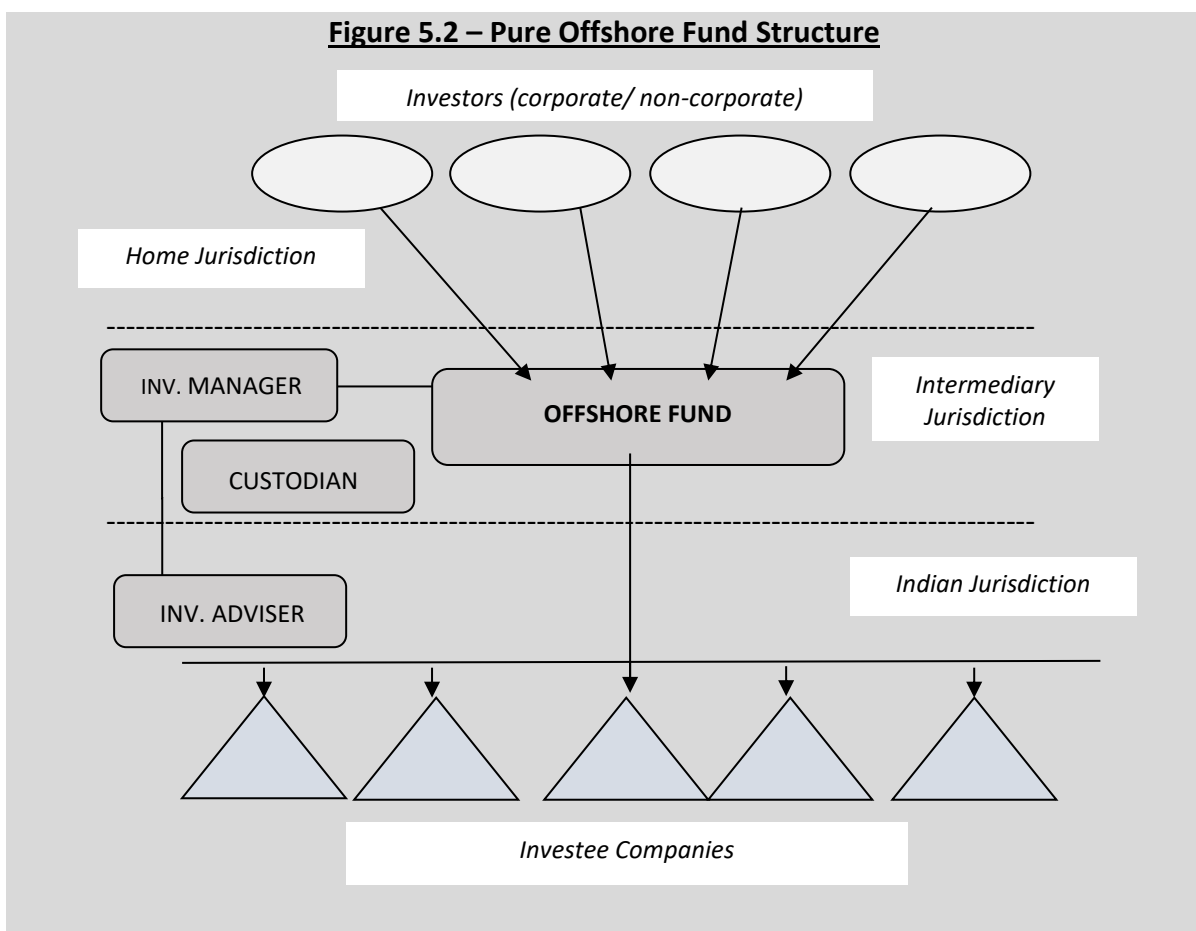 Figure 5.2 – Pure Offshore Fund Structure
Investors (corporate/ non-corporate)
Home Jurisdiction
INV. MANAGER
OFFSHORE FUND
Intermediary
Jurisdiction
CUSTODIAN
Indian Jurisdiction
INV. ADVISER
Investee Companies